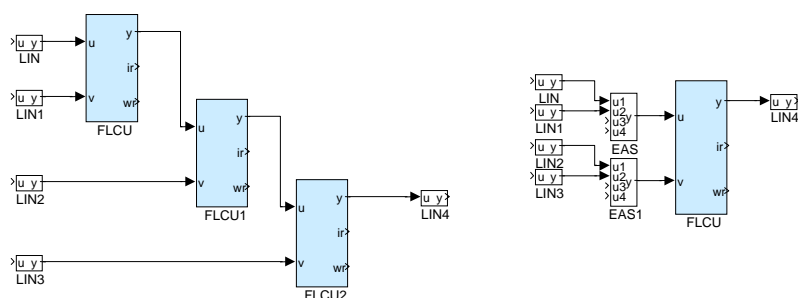 u y
LIN
u y
LIN1
u
y
ir
v
wr
FLCU
u
y
ir
v
wr
FLCU1
u y
LIN2
u
y
ir
v
wr
FLCU2
u y
LIN3
u y
LIN4
u y
LIN
u y
LIN1
u1
u2
u3
u4
y
EAS
u y
LIN2
u y
LIN3
u1
u2
u3
u4
y
EAS1
u
y
ir
v
wr
FLCU
u y
LIN4